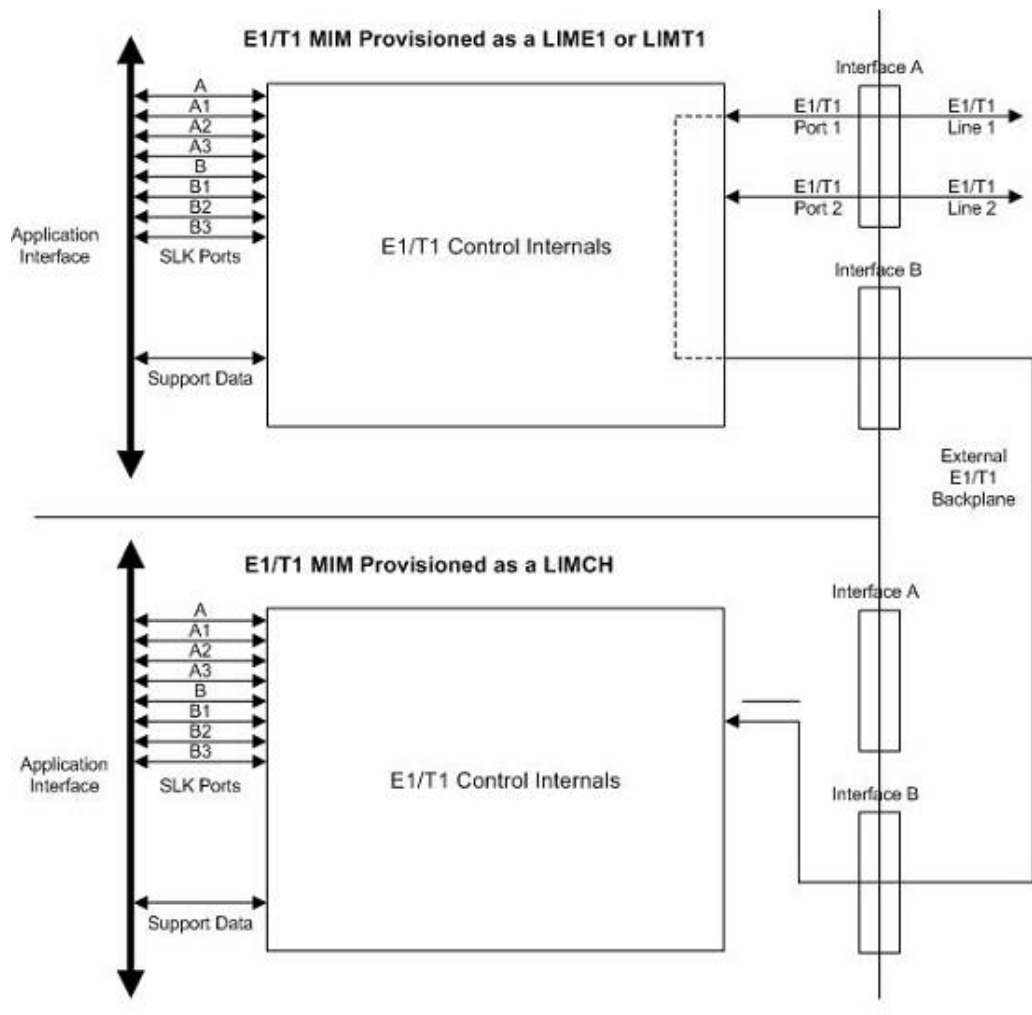 E1/T1 MIM Provisioned as a LIME1 or LIMT1
Interface A
A
A1
A2
A3
B
B1
B2
B3
SLK Ports
Application
Interface
Support Data
E1/T1 Control Internals
E1/T1
Port 1
E1/T1
Line 1
E1/T1
Port 2
E1/T1
Line 2
Interface B
External
E1/T1
Backplane
E1/T1 MIM Provisioned as a LIMCH
Interface A
A
A1
A2
A3
B
B1
B2
B3
SLK Ports
Application
Interface
Support Data
E1/T1 Control Internals
Interface B